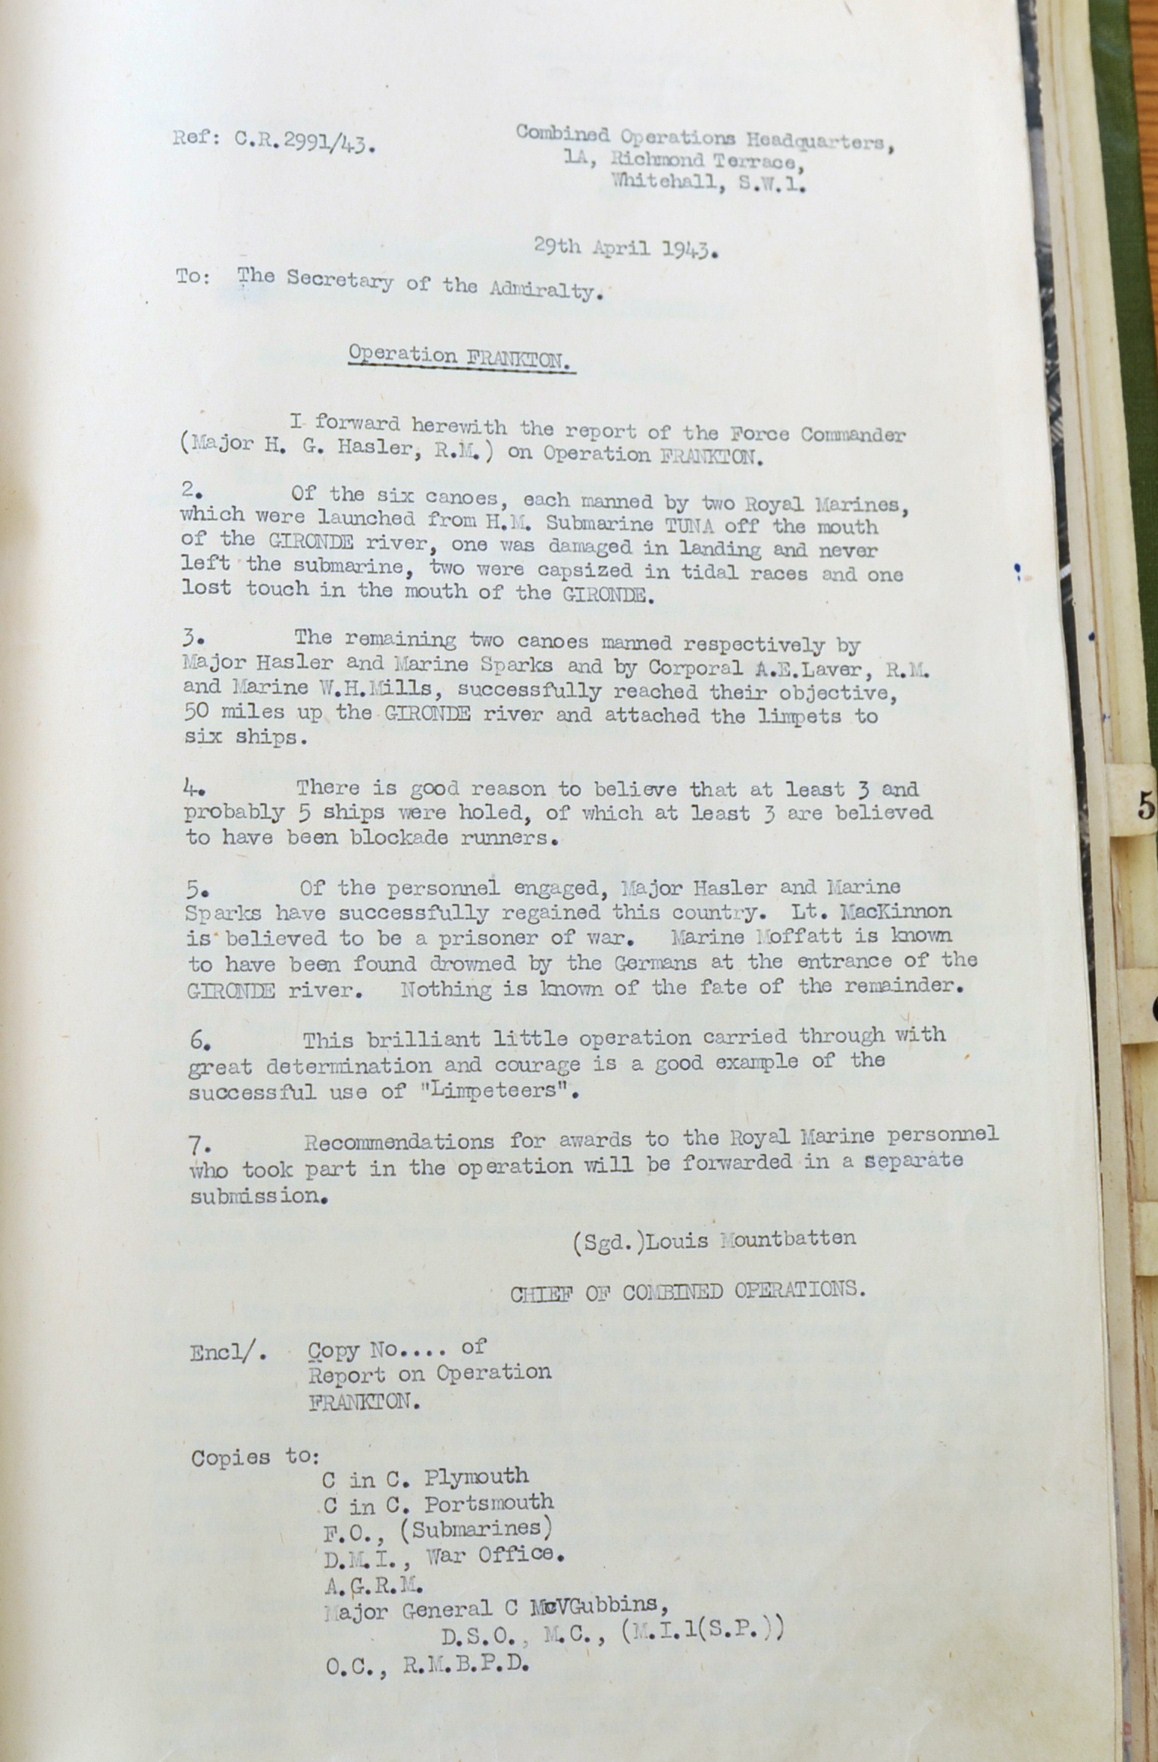 Ref: C.R.2991/43.
Combined Operations Headquarters,
1A, Richmond Terrace,
Whitehall, S.W.1.
29th April 1943.
To: The Secretary of the Admiralty.
Operation FRANKTON.
I forward herewith the report of the Force Commander
(Major H. G. Hasler, R.M.) on Operation FRANKTON.
2. Of the six canoes, each manned by two Royal Marines,
which were launched from H.M. Submarine TUNA off the mouth
of the GIRONDE river, one was damaged in landing and never
left the submarine, two were capsized in tidal races and one
lost touch in the mouth of the GIRONDE.
3. The remaining two canoes manned respectively by
Major Hasler and Marine Sparks and by Corporal A.E.Laver, R.M.
and Marine W.H.Mills, successfully reached their objective,
50 miles up the GIRONDE river and attached the limpets to
six ships.
4. There is good reason to believe that at least 3 and
probably 5 ships were holed, of which at least 3 are believed
to have been blockade runners.
5. Of the personnel engaged, Major Hasler and Marine
Sparks have successfully regained this country. Lt. MacKinnon
is believed to be a prisoner of war. Marine Moffatt is known
to have been found drowned by the Germans at the entrance of the
GIRONDE river. Nothing is known of the fate of the remainder.
6. This brilliant little operation carried through with
great determination and courage is a good example of the
successful use of "Limpeteers".
7. Recommendations for awards to the Royal Marine personnel
who took part in the operation will be forwarded in a separate
submission.
(Sgd.)Louis Mountbatten
CHIEF OF COMBINED OPERATIONS.
Encl/. Copy No.... of
Report on Operation
FRANKTON.
Copies to:
C in C. Plymouth
C in C. Portsmouth
F.O., (Submarines)
D.M.I., War Office.
A.G.R.M.
Major General C McVGubbins,
D.S.O., M.C., (M.I.1(S.P.))
O.C., R.M.B.P.D.
5